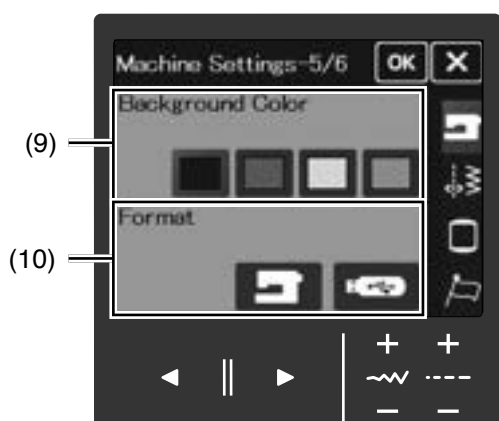 Machine Settings-5/6 OK X
(9)
Background Color
(10)
Format